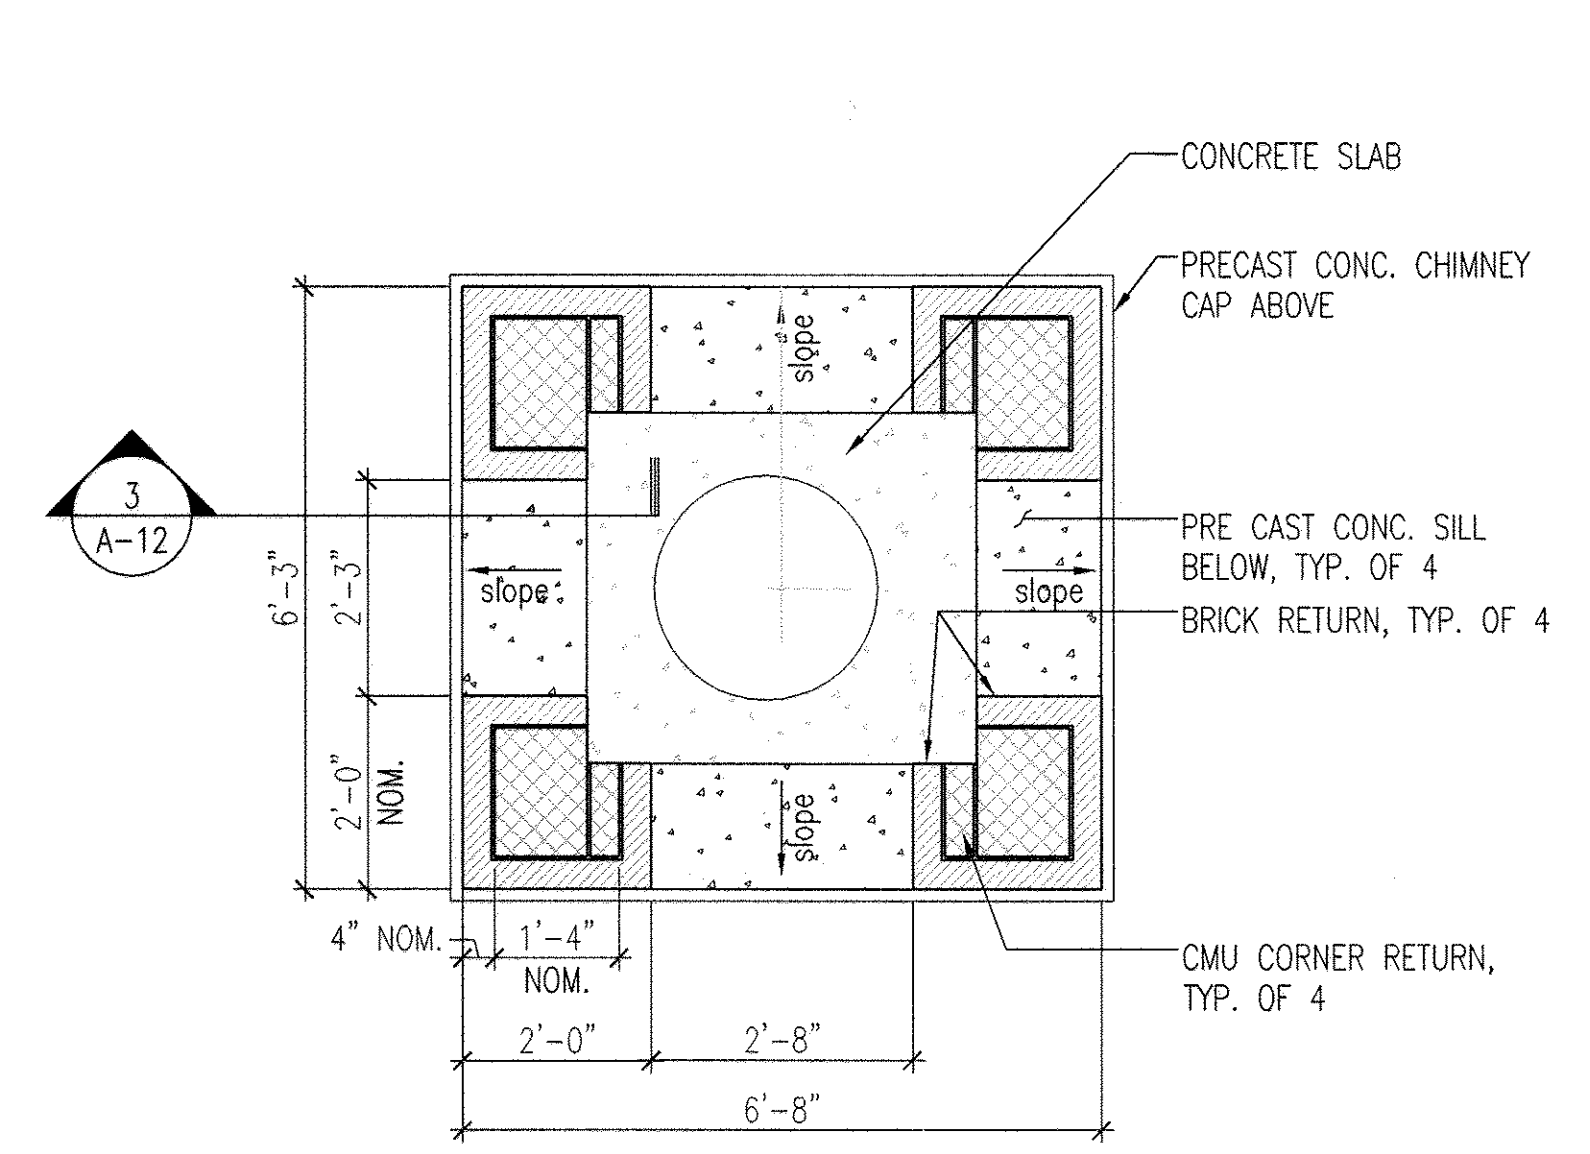 CONCRETE SLAB
PRECAST CONC. CHIMNEY
CAP ABOVE
slope
3
A-12
PRE CAST CONC. SILL
BELOW, TYP. OF 4
slope
slope
BRICK RETURN, TYP. OF 4
6'-3"
2'-3"
2'-0"
NOM.
slope
4" NOM.
1'-4"
NOM.
CMU CORNER RETURN,
TYP. OF 4
2'-0"
2'-8"
6'-8"